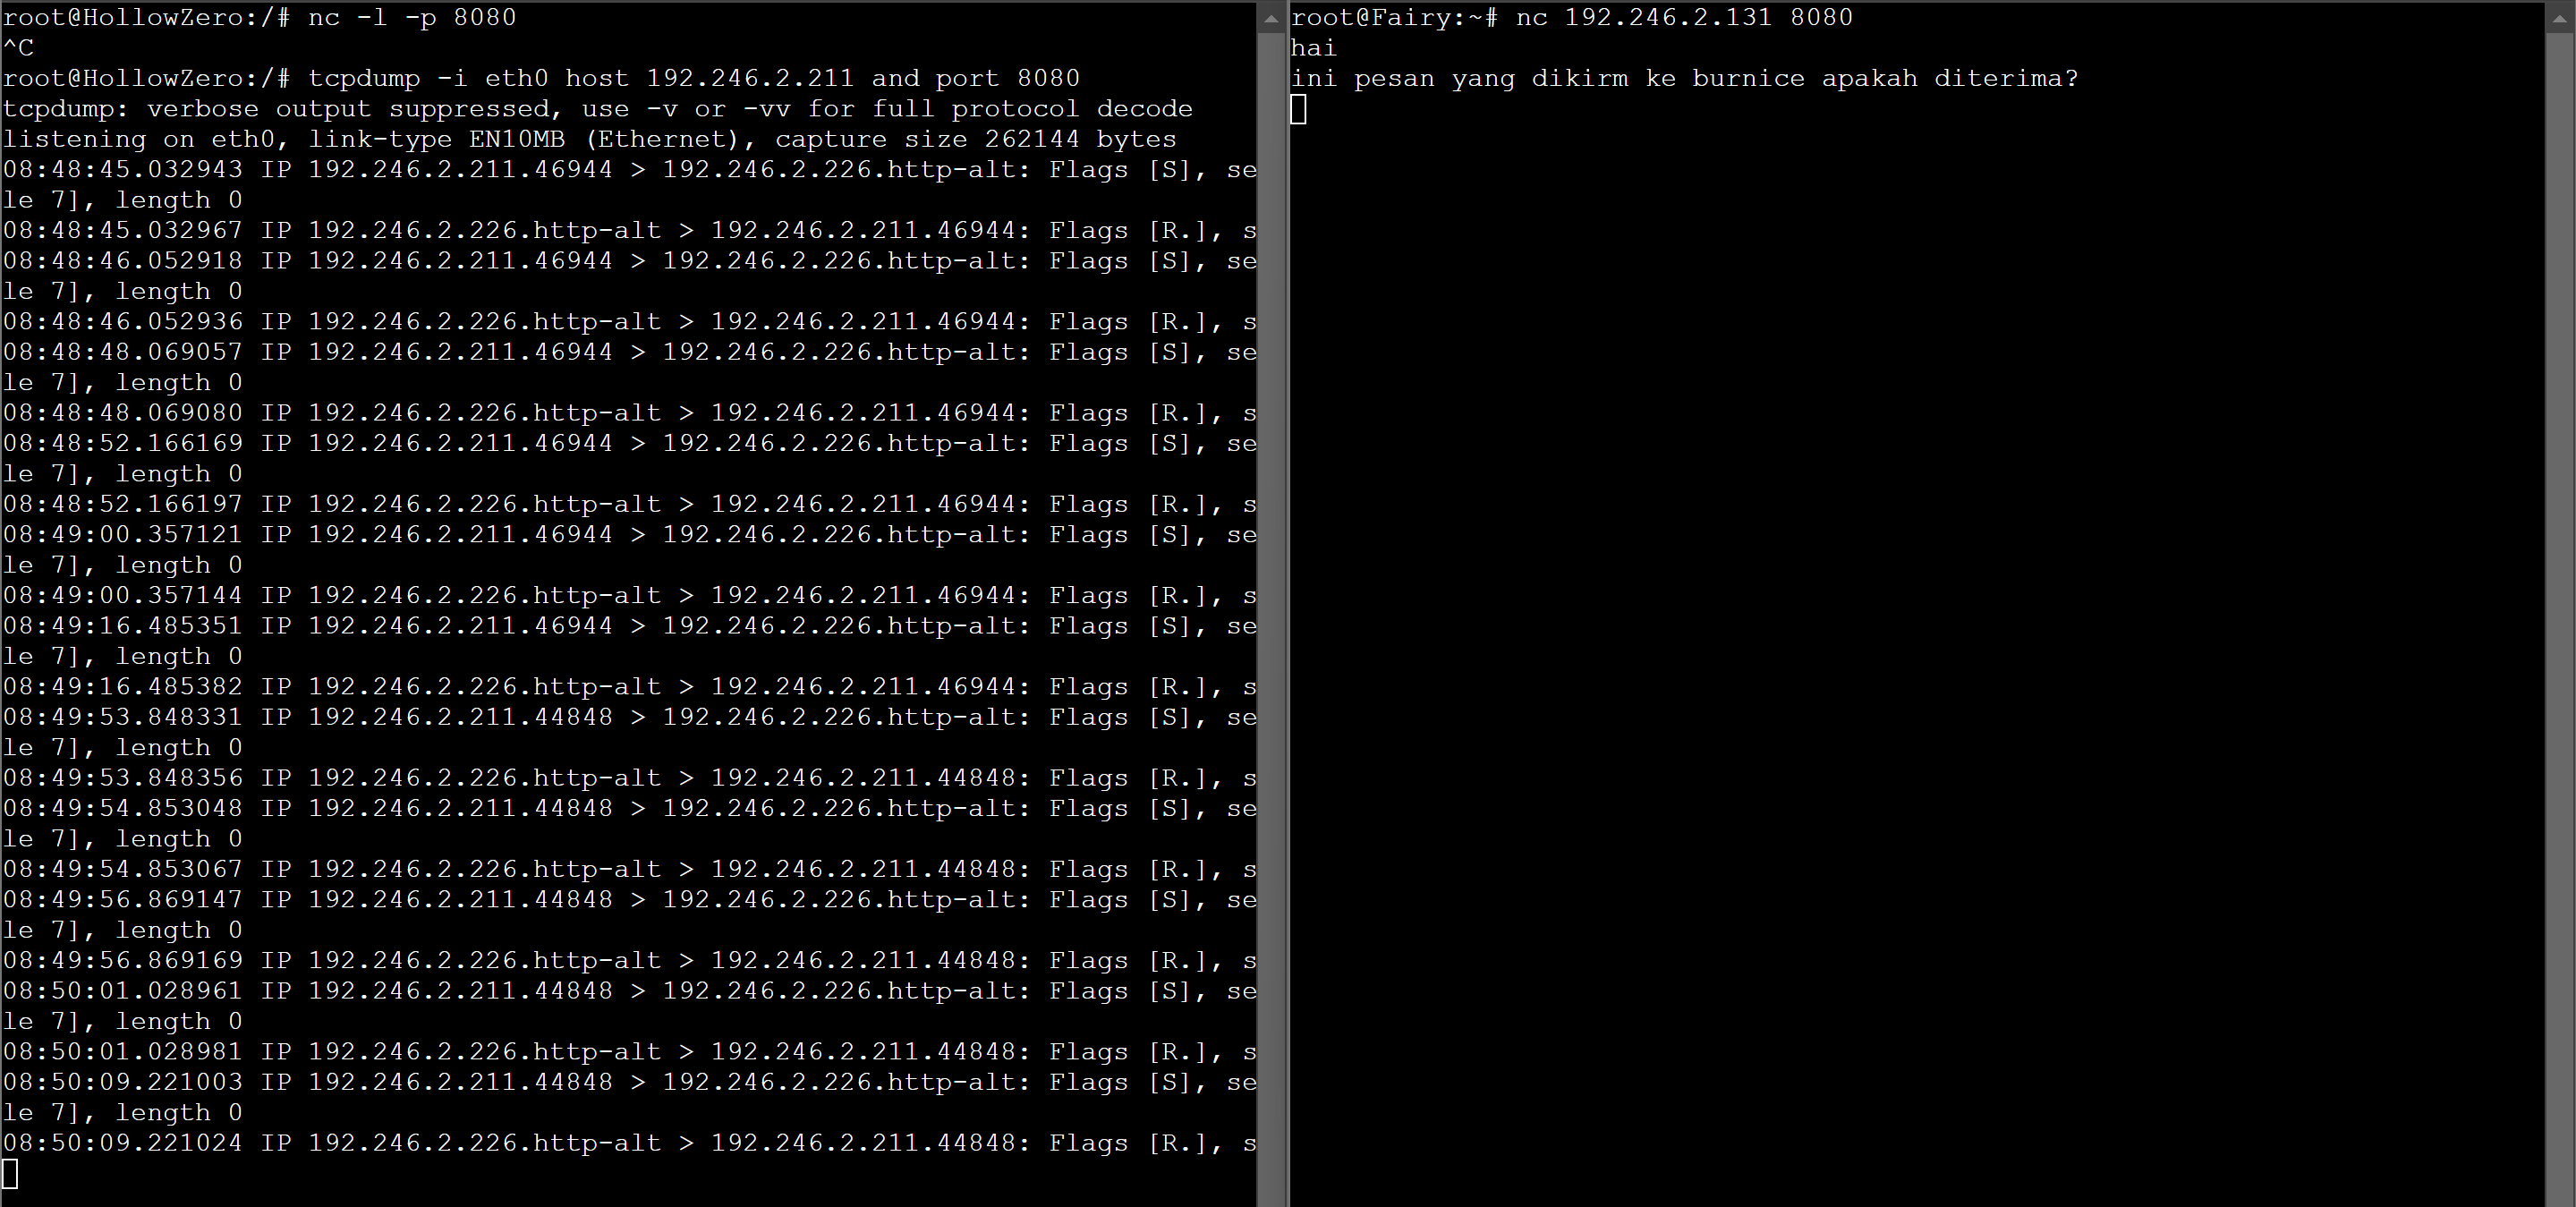 root@HollowZero:/# nc -l -p 8080
^C
root@HollowZero:/# tcpdump -i eth0 host 192.246.2.211 and port 8080
tcpdump: verbose output suppressed, use -v or -vv for full protocol decode
listening on eth0, link-type EN10MB (Ethernet), capture size 262144 bytes
08:48:45.032943 IP 192.246.2.211.46944 > 192.246.2.226.http-alt: Flags [S], se
le 7], length 0
08:48:45.032967 IP 192.246.2.226.http-alt > 192.246.2.211.46944: Flags [R.], s
08:48:46.052918 IP 192.246.2.211.46944 > 192.246.2.226.http-alt: Flags [S], se
le 7], length 0
08:48:46.052936 IP 192.246.2.226.http-alt > 192.246.2.211.46944: Flags [R.], s
08:48:48.069057 IP 192.246.2.211.46944 > 192.246.2.226.http-alt: Flags [S], se
le 7], length 0
08:48:48.069080 IP 192.246.2.226.http-alt > 192.246.2.211.46944: Flags [R.], s
08:48:52.166169 IP 192.246.2.211.46944 > 192.246.2.226.http-alt: Flags [S], se
le 7], length 0
08:48:52.166197 IP 192.246.2.226.http-alt > 192.246.2.211.46944: Flags [R.], s
08:49:00.357121 IP 192.246.2.211.46944 > 192.246.2.226.http-alt: Flags [S], se
le 7], length 0
08:49:00.357144 IP 192.246.2.226.http-alt > 192.246.2.211.46944: Flags [R.], s
08:49:16.485351 IP 192.246.2.211.46944 > 192.246.2.226.http-alt: Flags [S], se
le 7], length 0
08:49:16.485382 IP 192.246.2.226.http-alt > 192.246.2.211.46944: Flags [R.], s
08:49:53.848331 IP 192.246.2.211.44848 > 192.246.2.226.http-alt: Flags [S], se
le 7], length 0
08:49:53.848356 IP 192.246.2.226.http-alt > 192.246.2.211.44848: Flags [R.], s
08:49:54.853048 IP 192.246.2.211.44848 > 192.246.2.226.http-alt: Flags [S], se
le 7], length 0
08:49:54.853067 IP 192.246.2.226.http-alt > 192.246.2.211.44848: Flags [R.], s
08:49:56.869147 IP 192.246.2.211.44848 > 192.246.2.226.http-alt: Flags [S], se
le 7], length 0
08:49:56.869169 IP 192.246.2.226.http-alt > 192.246.2.211.44848: Flags [R.], s
08:50:01.028961 IP 192.246.2.211.44848 > 192.246.2.226.http-alt: Flags [S], se
le 7], length 0
08:50:01.028981 IP 192.246.2.226.http-alt > 192.246.2.211.44848: Flags [R.], s
08:50:09.221003 IP 192.246.2.211.44848 > 192.246.2.226.http-alt: Flags [S], se
le 7], length 0
08:50:09.221024 IP 192.246.2.226.http-alt > 192.246.2.211.44848: Flags [R.], s
root@Fairy:~# nc 192.246.2.131 8080
hai
ini pesan yang dikirm ke burnice apakah diterima?